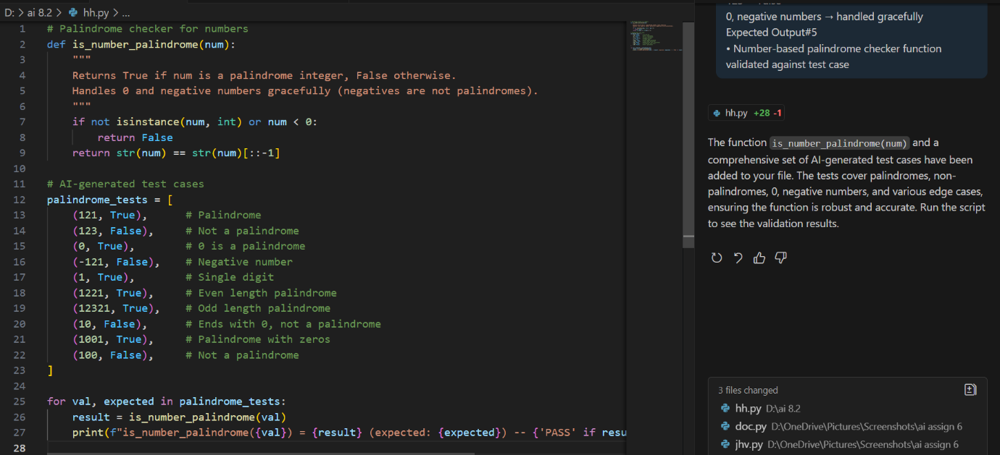 D: > ai 8.2 > hh.py > ...
1 # Palindrome checker for numbers
2 def is_number_palindrome(num):
3     """
4     Returns True if num is a palindrome integer, False otherwise.
5     Handles 0 and negative numbers gracefully (negatives are not palindromes).
6     """
7     if not isinstance(num, int) or num < 0:
8         return False
9     return str(num) == str(num)[::-1]
10
11 # AI-generated test cases
12 palindrome_tests = [
13     (121, True),      # Palindrome
14     (123, False),     # Not a palindrome
15     (0, True),        # 0 is a palindrome
16     (-121, False),    # Negative number
17     (1, True),        # Single digit
18     (1221, True),     # Even length palindrome
19     (12321, True),    # Odd length palindrome
20     (10, False),      # Ends with 0, not a palindrome
21     (1001, True),     # Palindrome with zeros
22     (100, False),     # Not a palindrome
23 ]
24
25 for val, expected in palindrome_tests:
26     result = is_number_palindrome(val)
27     print(f"is_number_palindrome({val}) = {result} (expected: {expected}) -- {'PASS' if resu
28
0, negative numbers → handled gracefully
Expected Output#5
• Number-based palindrome checker function
validated against test case
hh.py +28 -1
The function is_number_palindrome(num) and a
comprehensive set of AI-generated test cases have been
added to your file. The tests cover palindromes, non-
palindromes, 0, negative numbers, and various edge cases,
ensuring the function is robust and accurate. Run the script
to see the validation results.
3 files changed
hh.py D:\ai 8.2
doc.py D:\OneDrive\Pictures\Screenshots\ai assign 6
jhv.py D:\OneDrive\Pictures\Screenshots\ai assign 6